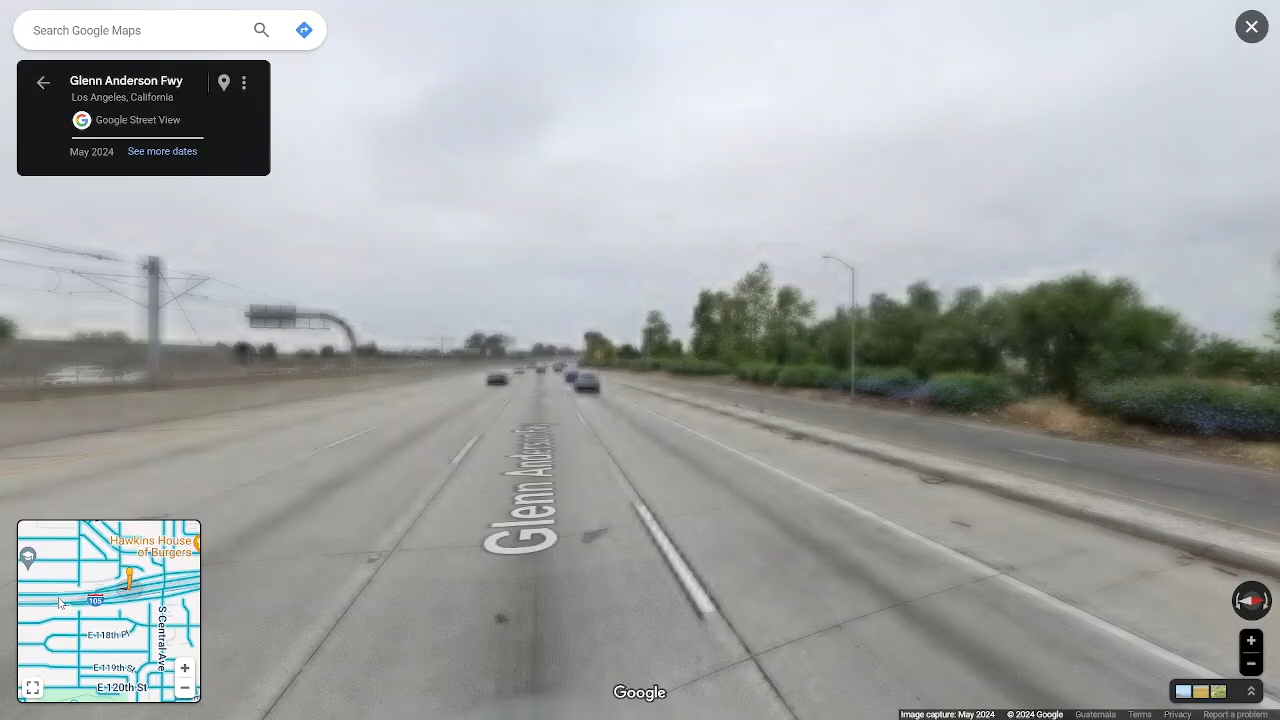 Search Google Maps
Glenn Anderson Fwy
Los Angeles, California
Google Street View
May 2024 See more dates
Glenn Anderson Fwy
Hawkins House
of Burgers
105
E 118th Pl
S Central Ave
E 119th St
E 120th St
Google
Image capture: May 2024 © 2024 Google Guatemala Terms Privacy Report a problem